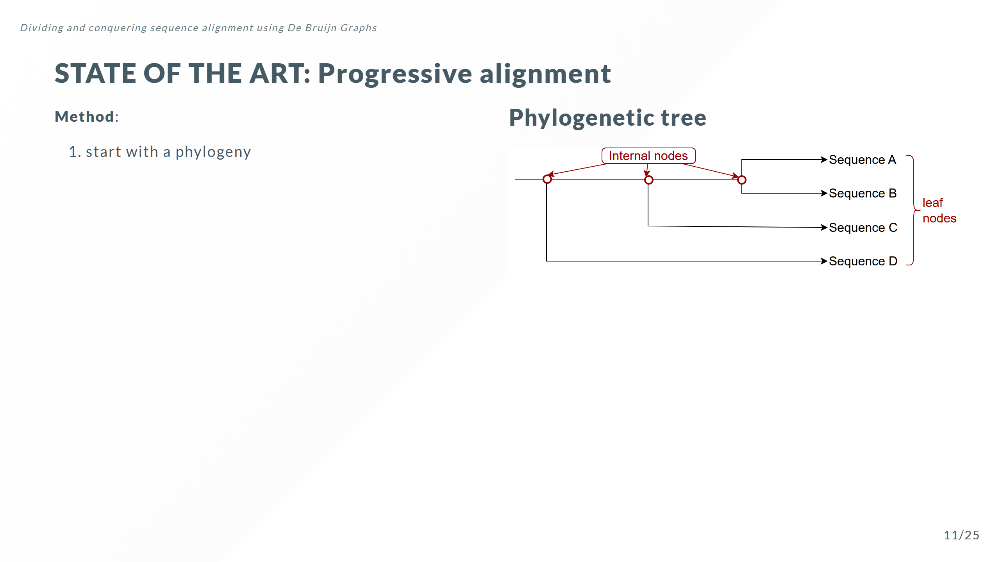 Dividing and conquering sequence alignment using De Bruijn Graphs
STATE OF THE ART: Progressive alignment
Method:
1. start with a phylogeny
Phylogenetic tree
Internal nodes
Sequence A
Sequence B
Sequence C
Sequence D
leaf
nodes
11/25